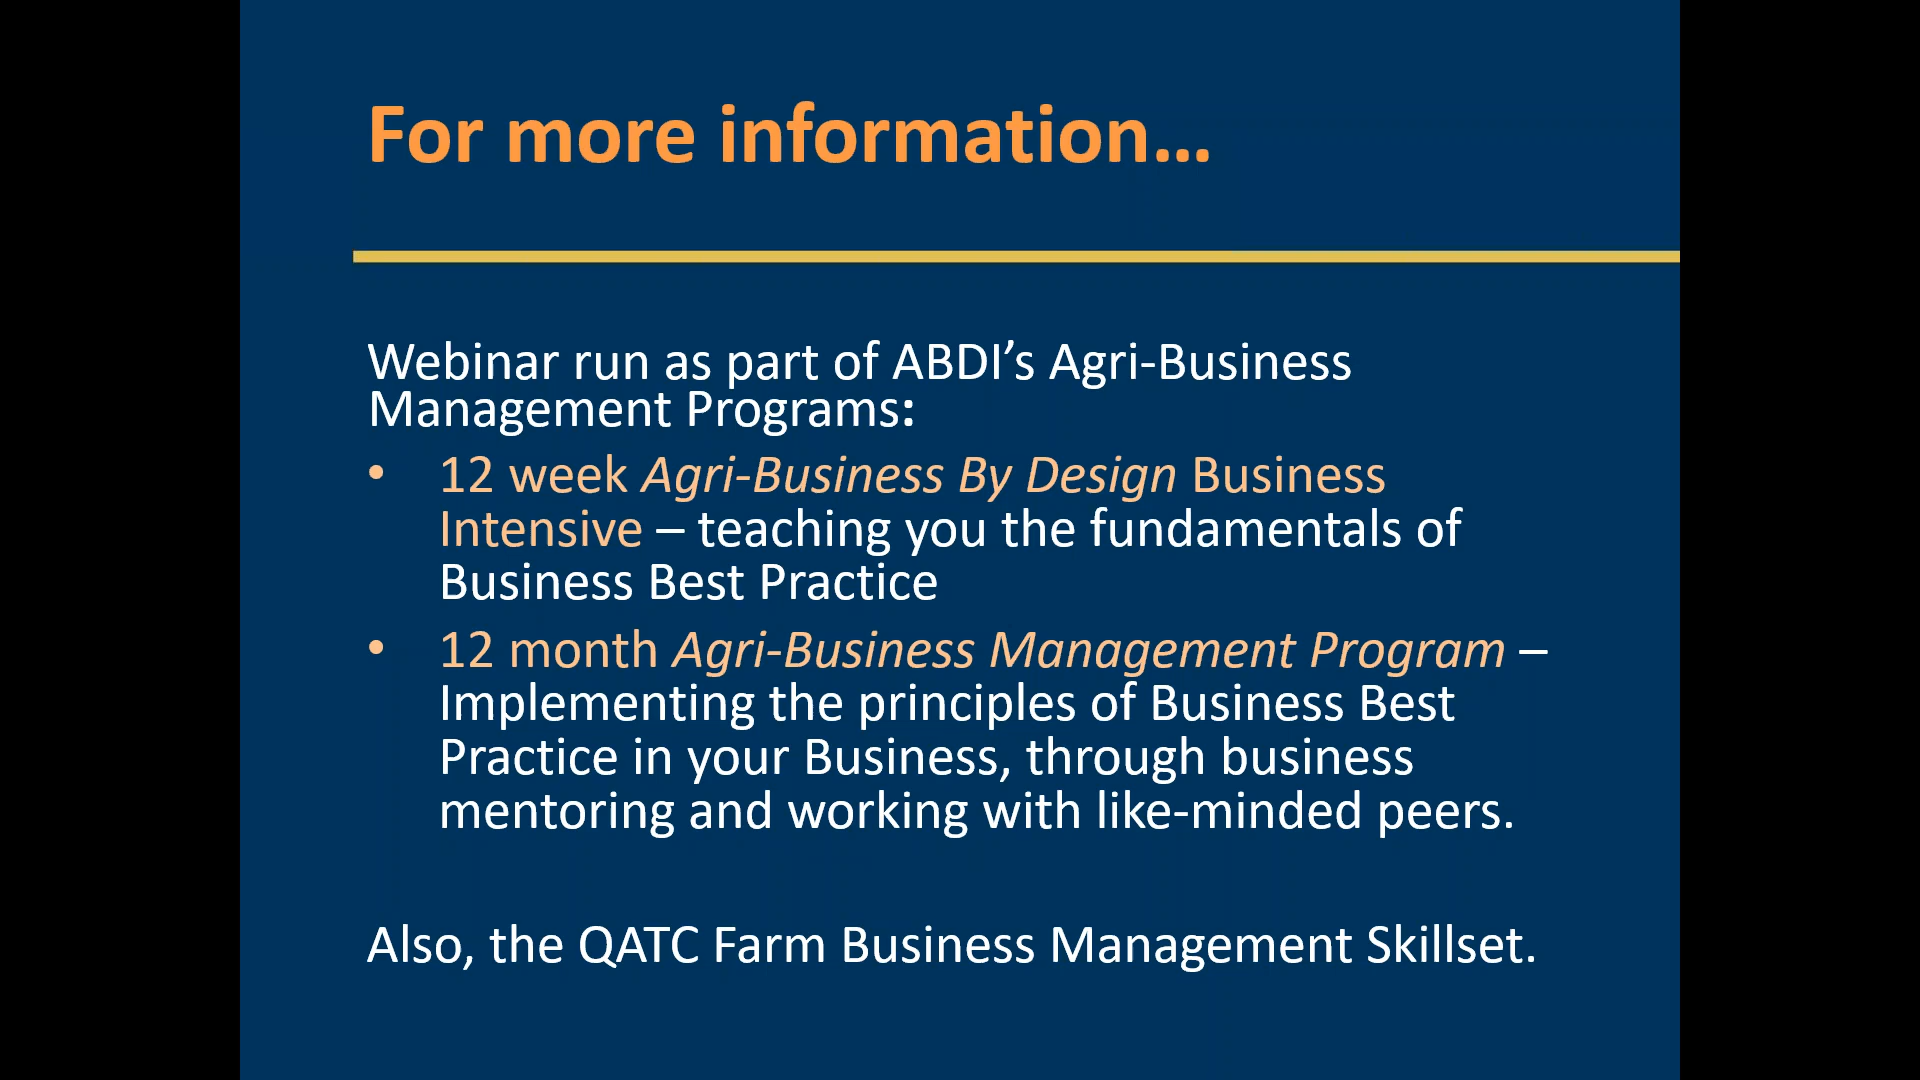 For more information…
Webinar run as part of ABDI’s Agri-Business
Management Programs:
• 12 week Agri-Business By Design Business
Intensive – teaching you the fundamentals of
Business Best Practice
• 12 month Agri-Business Management Program –
Implementing the principles of Business Best
Practice in your Business, through business
mentoring and working with like-minded peers.
Also, the QATC Farm Business Management Skillset.